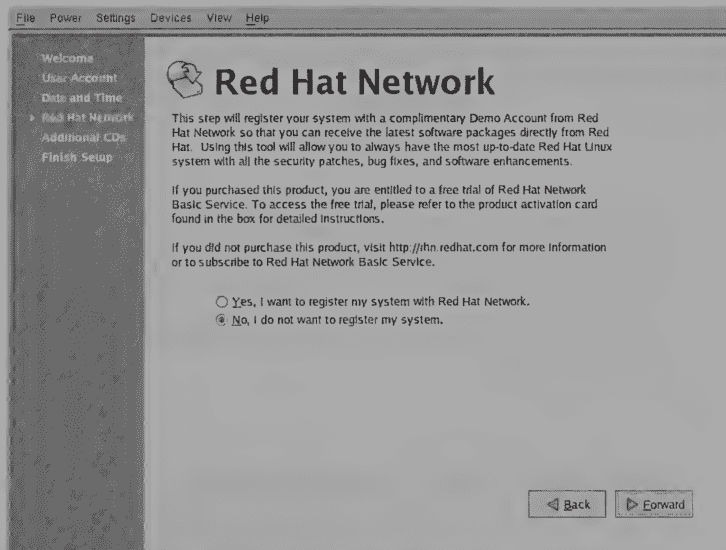 File Power Settings Devices View Help
Welcome
User Account
Date and Time
Red Hat Network
Additional CDs
Finish Setup
Red Hat Network
This step will register your system with a complimentary Demo Account from Red
Hat Network so that you can receive the latest software packages directly from Red
Hat. Using this tool will allow you to always have the most up-to-date Red Hat Linux
system with all the security patches, bug fixes, and software enhancements.
If you purchased this product, you are entitled to a free trial of Red Hat Network
Basic Service. To access the free trial, please refer to the product activation card
found in the box for detailed instructions.
If you did not purchase this product, visit http://rhn.redhat.com for more information
or to subscribe to Red Hat Network Basic Service.
Yes, I want to register my system with Red Hat Network.
No, I do not want to register my system.
Back
Forward